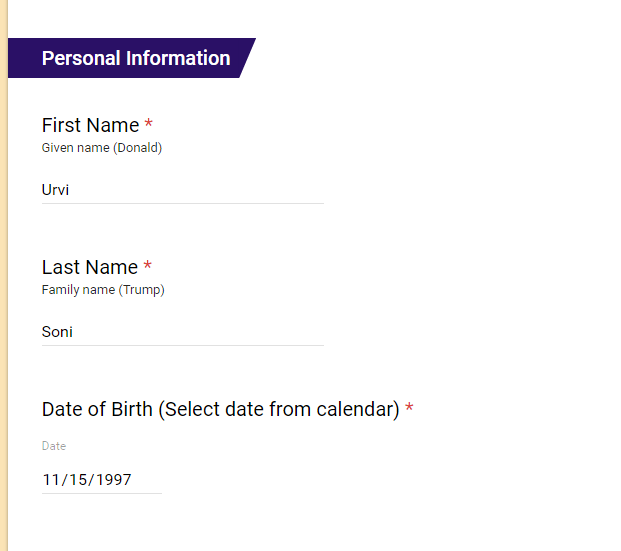 Personal Information
First Name *
Given name (Donald)
Urvi
Last Name *
Family name (Trump)
Soni
Date of Birth (Select date from calendar) *
Date
11/15/1997